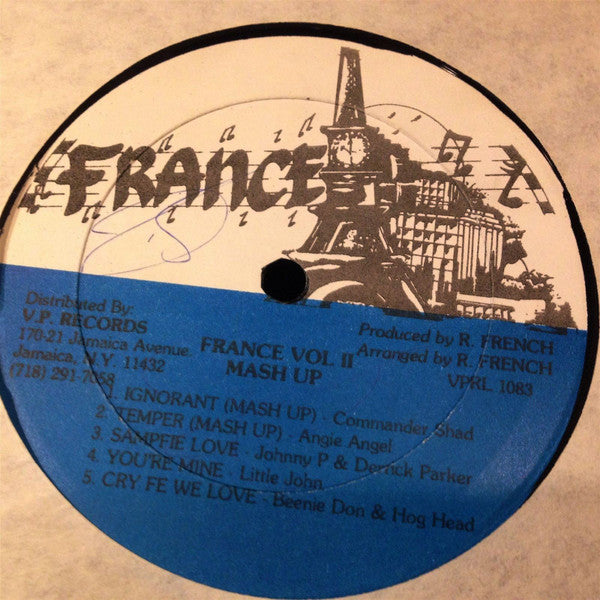 FRANCE
Distributed By:
V.P. RECORDS
170-21 Jamaica Avenue
Jamaica, N.Y. 11432
(718) 291-7058
FRANCE VOL II
MASH UP
Produced by R. FRENCH
Arranged by R. FRENCH
VPRL 1083
1. IGNORANT (MASH UP) - Commander Shad
2. TEMPER (MASH UP) - Angie Angel
3. SAMPFIE LOVE - Johnny P & Derrick Parker
4. YOU'RE MINE - Little John
5. CRY FE WE LOVE - Beenie Don & Hog Head